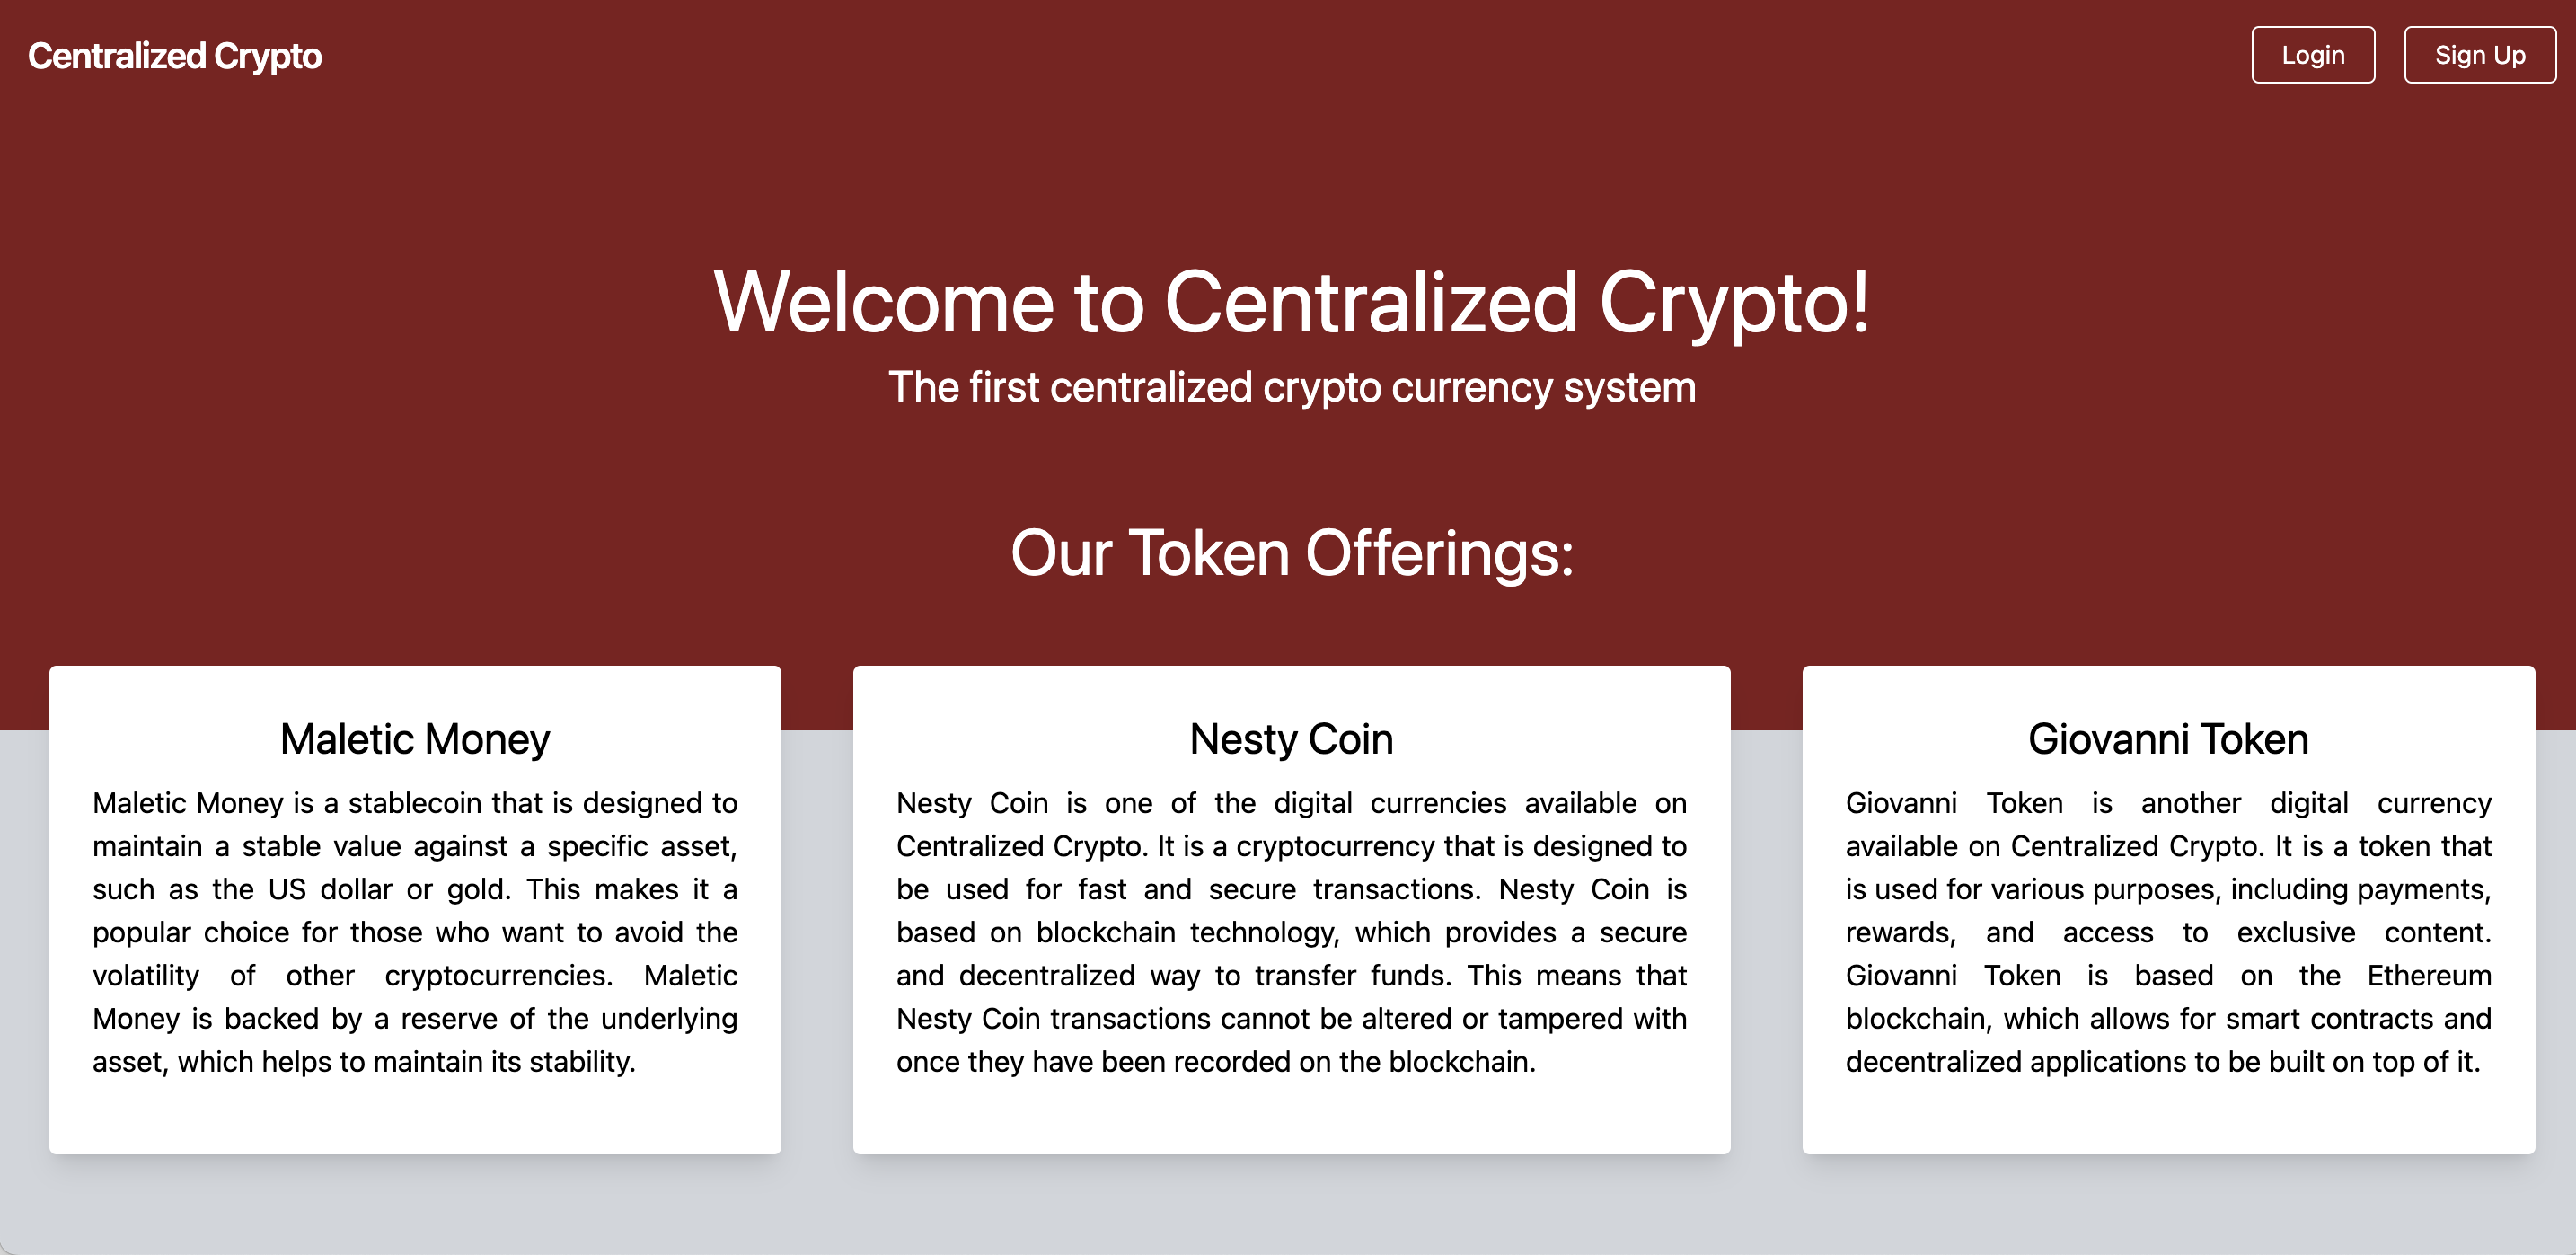 Centralized Crypto
Login
Sign Up
Welcome to Centralized Crypto!
The first centralized crypto currency system
Our Token Offerings:
Maletic Money
Maletic Money is a stablecoin that is designed to
maintain a stable value against a specific asset,
such as the US dollar or gold. This makes it a
popular choice for those who want to avoid the
volatility of other cryptocurrencies. Maletic
Money is backed by a reserve of the underlying
asset, which helps to maintain its stability.
Nesty Coin
Nesty Coin is one of the digital currencies available on
Centralized Crypto. It is a cryptocurrency that is designed to
be used for fast and secure transactions. Nesty Coin is
based on blockchain technology, which provides a secure
and decentralized way to transfer funds. This means that
Nesty Coin transactions cannot be altered or tampered with
once they have been recorded on the blockchain.
Giovanni Token
Giovanni Token is another digital currency
available on Centralized Crypto. It is a token that
is used for various purposes, including payments,
rewards, and access to exclusive content.
Giovanni Token is based on the Ethereum
blockchain, which allows for smart contracts and
decentralized applications to be built on top of it.